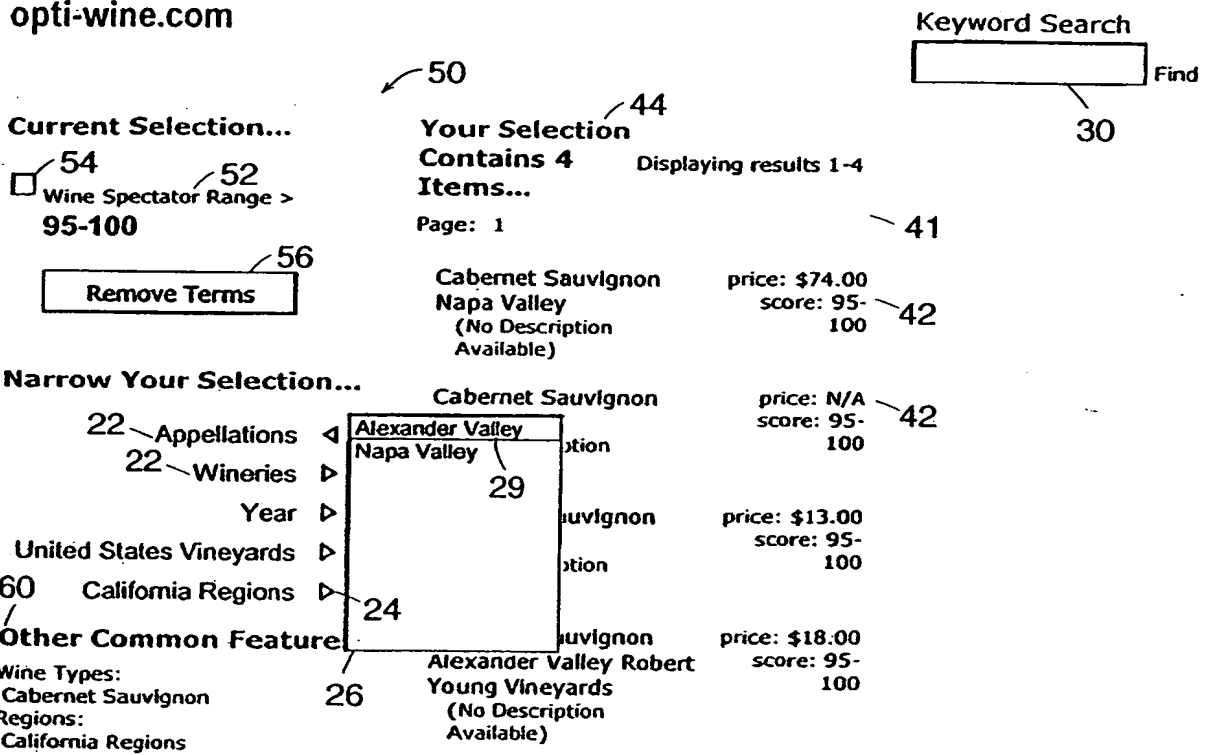 opti-wine.com
Keyword Search
Find
30
50
44
Current Selection...
54
52
Wine Spectator Range >
95-100
56
Remove Terms
Your Selection
Contains 4
Items...
Displaying results 1-4
Page: 1
41
Cabernet Sauvignon price: $74.00
Napa Valley score: 95-
100
42
(No Description
Available)
Cabernet Sauvignon price: N/A
score: 95-
100
42
price: $13.00
score: 95-
100
price: $18.00
Alexander Valley Robert score: 95-
Young Vineyards 100
(No Description
Available)
Narrow Your Selection...
22 Appellations
22 Wineries
Year
United States Vineyards
California Regions
24
Alexander Valley
Napa Valley
29
26
60
Other Common Feature
Wine Types:
Cabernet Sauvignon
Regions:
California Regions